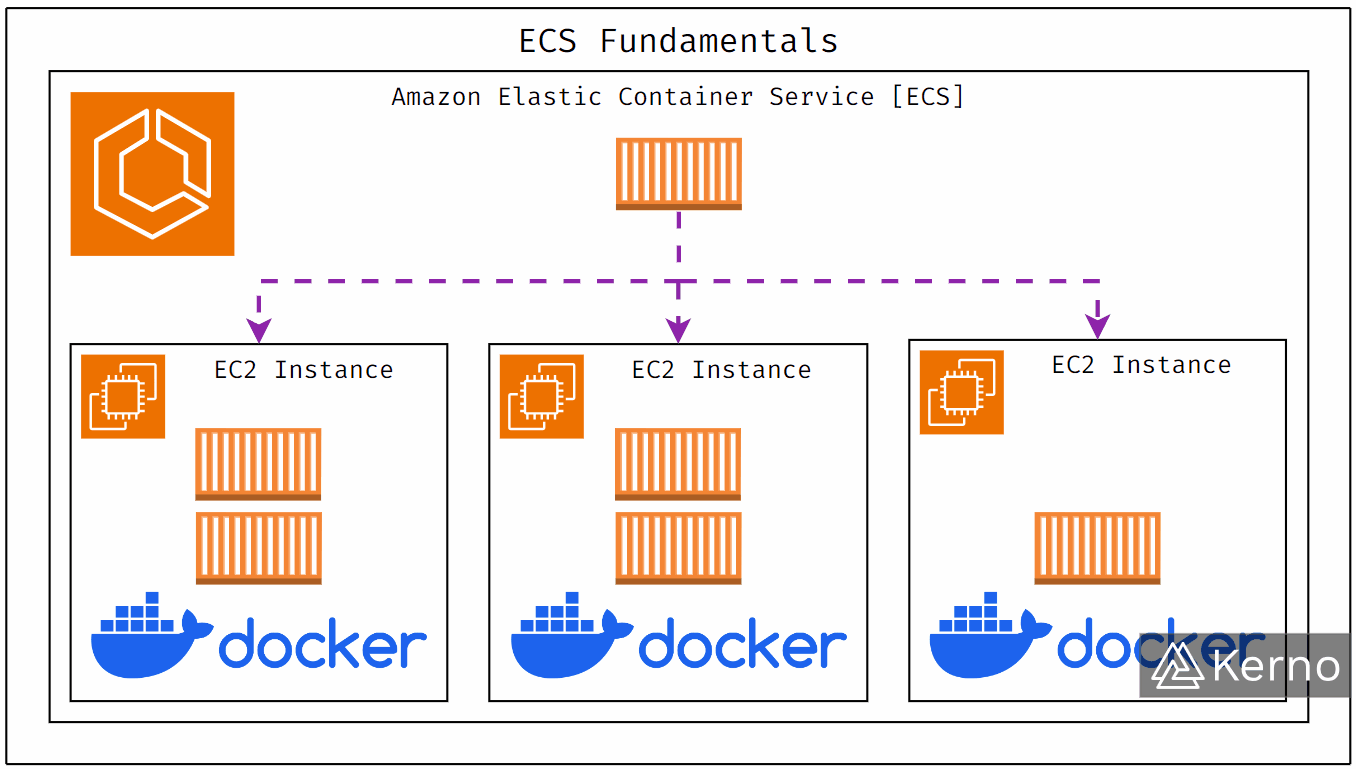 ECS Fundamentals
Amazon Elastic Container Service [ECS]
EC2 Instance
EC2 Instance
EC2 Instance
docker
docker
docker
Kerno